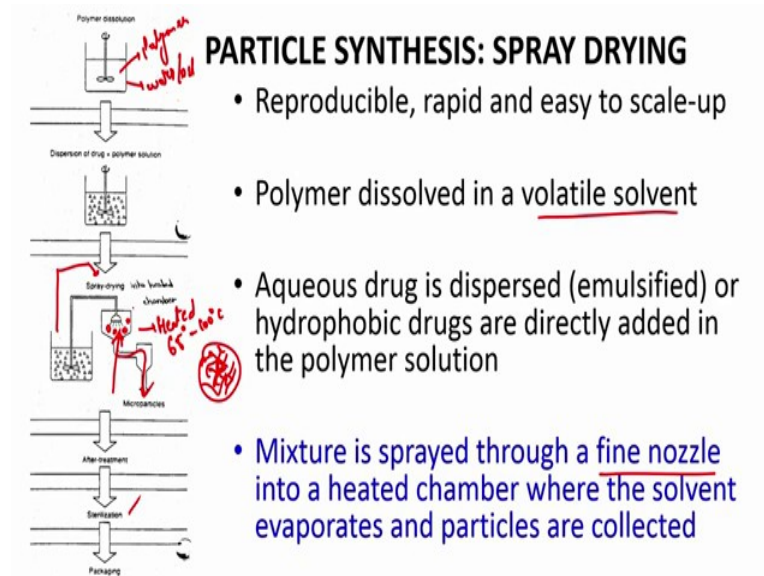 Polymer dissolution
Polymer
PARTICLE SYNTHESIS: SPRAY DRYING
• Reproducible, rapid and easy to scale-up
Dispersion of drug + polymer solution
• Polymer dissolved in a volatile solvent
Spray-drying into heated
chamber
Heated
65° - 100°C
Microparticles
• Aqueous drug is dispersed (emulsified) or
hydrophobic drugs are directly added in
the polymer solution
After-treatment
Sterilization
Packaging
• Mixture is sprayed through a fine nozzle
into a heated chamber where the solvent
evaporates and particles are collected